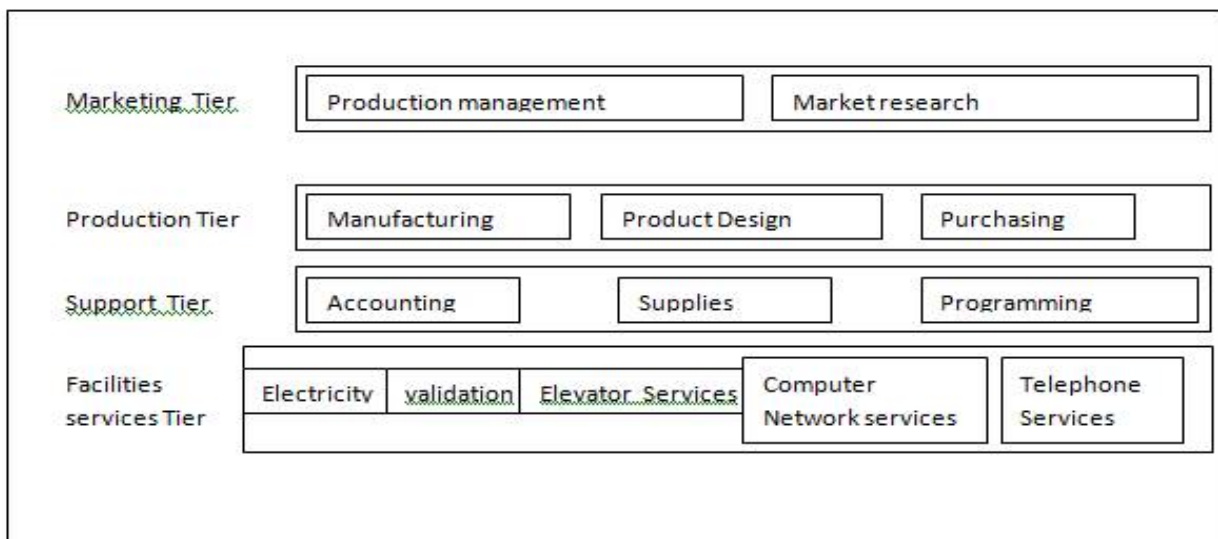 Marketing Tier
Production management
Market research
Production Tier
Manufacturing
Product Design
Purchasing
Support Tier
Accounting
Supplies
Programming
Facilities
services Tier
Electricity
validation
Elevator Services
Computer
Network services
Telephone
Services